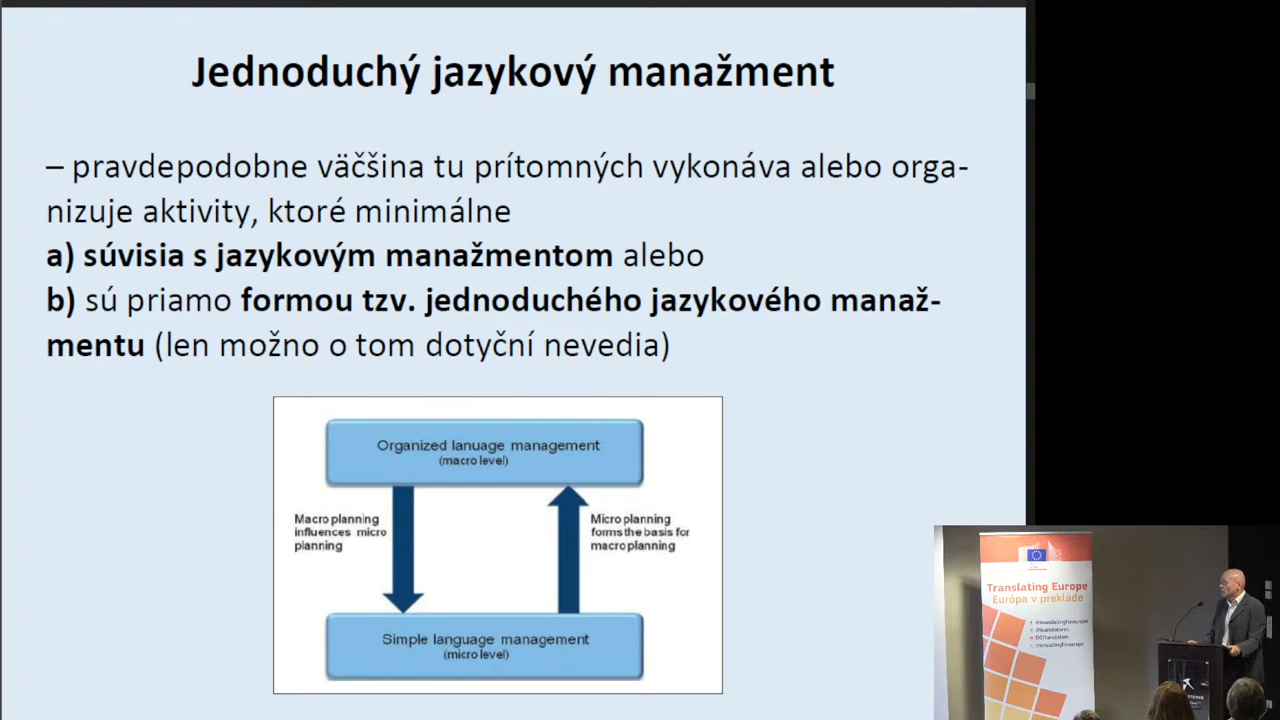 Jednoduchý jazykový manažment
– pravdepodobne väčšina tu prítomných vykonáva alebo orga-
nizuje aktivity, ktoré minimálne
a) súvisia s jazykovým manažmentom alebo
b) sú priamo formou tzv. jednoduchého jazykového manaž-
mentu (len možno o tom dotyční nevedia)
Organized lanuage management
(macro level)
Macro planning
influences micro
planning
Micro planning
forms the basis for
macro planning
Simple language management
(micro level)
Translating Europe
Európa v preklade